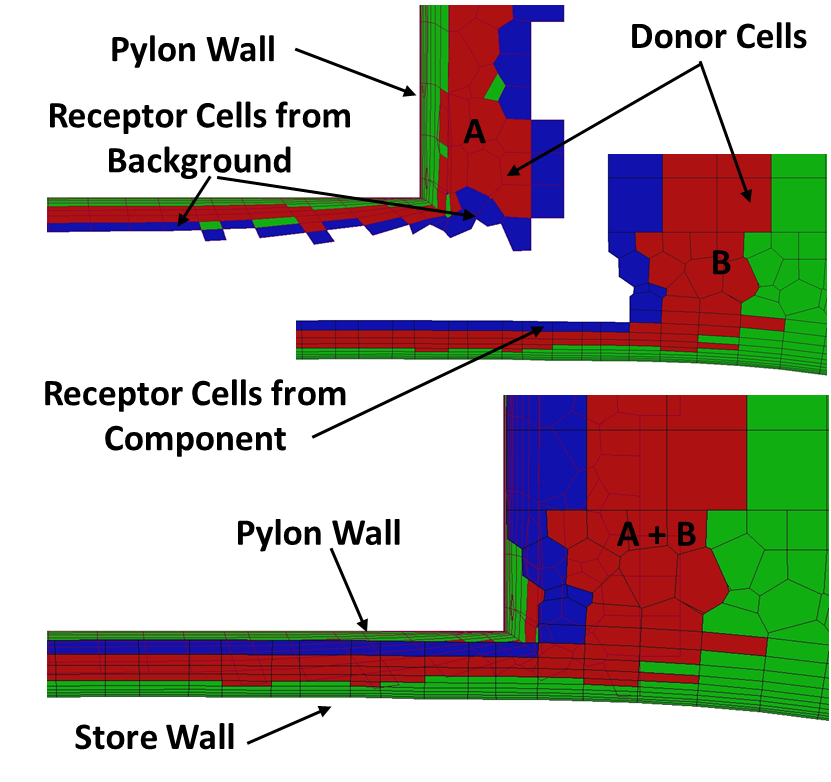 Pylon Wall
Donor Cells
Receptor Cells from
Background
A
B
Receptor Cells from
Component
Pylon Wall
A + B
Store Wall